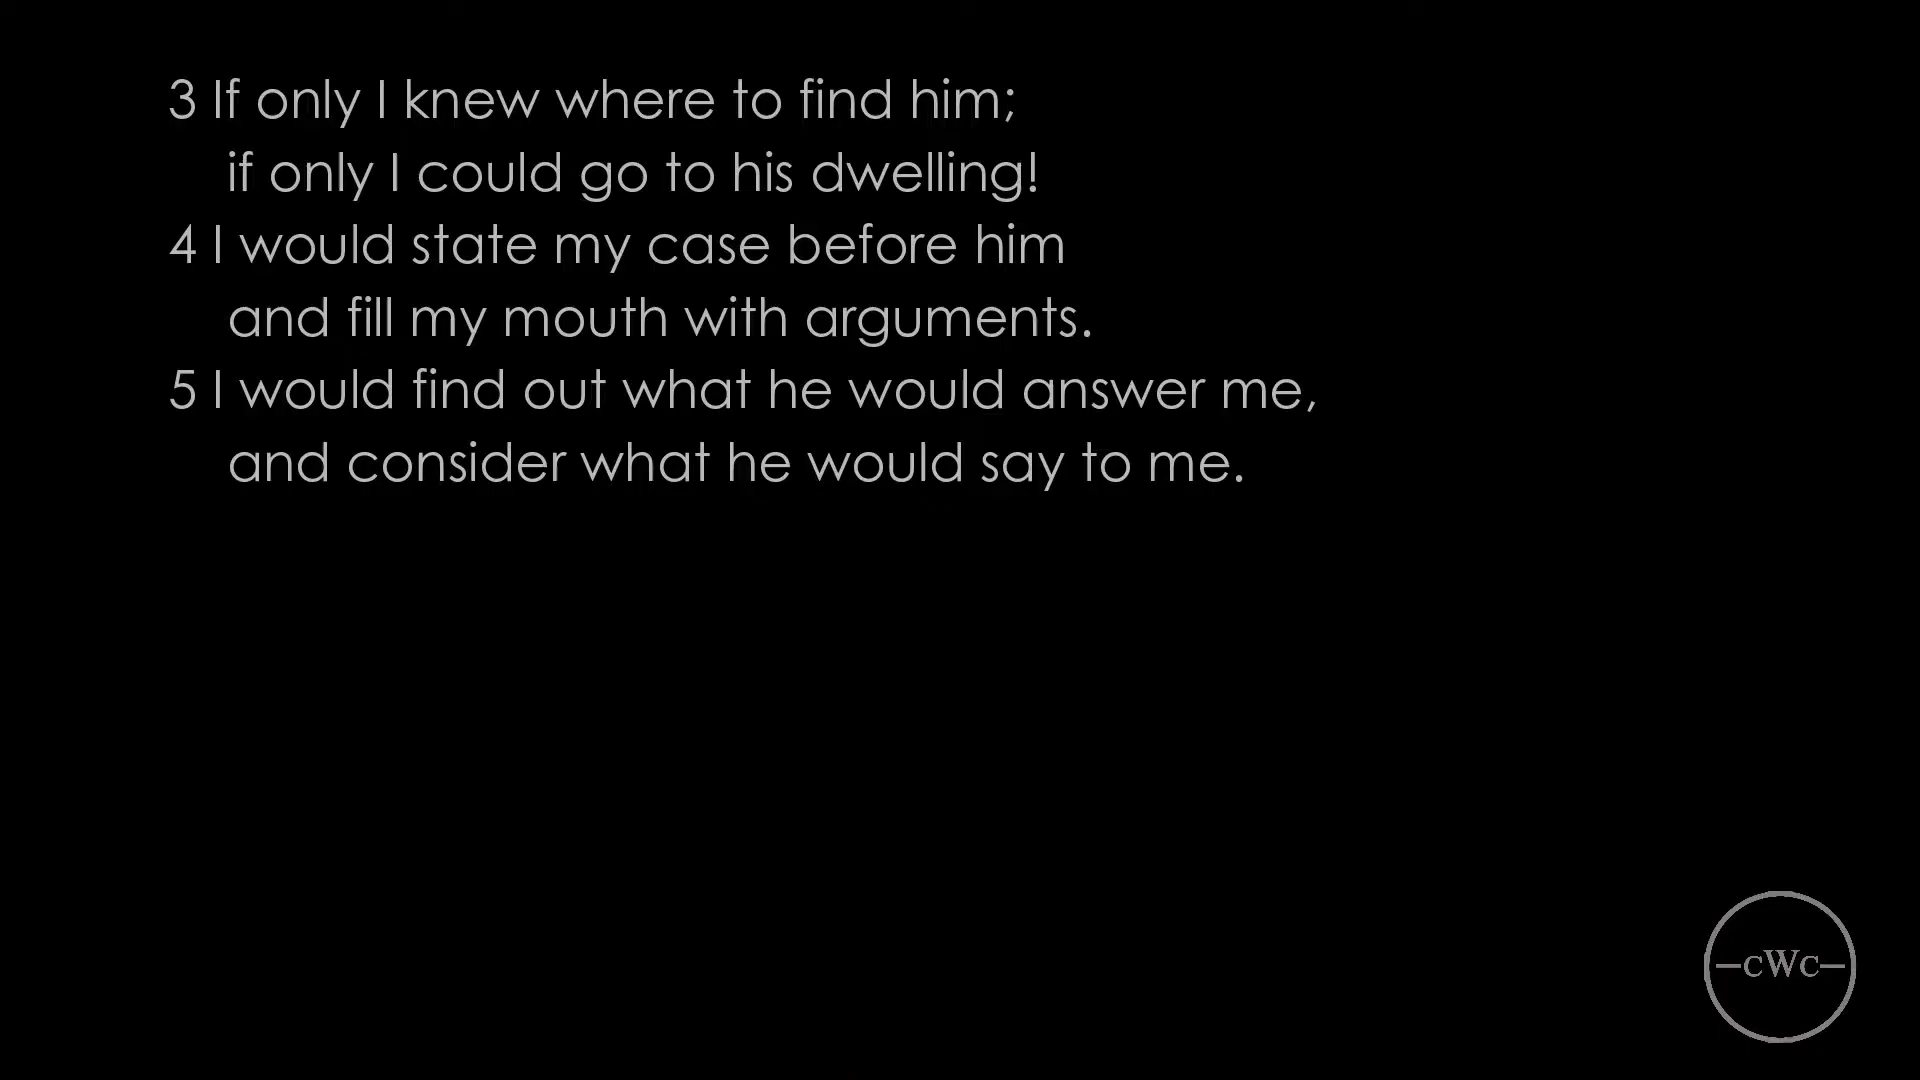 3 If only I knew where to find him;
if only I could go to his dwelling!
4 I would state my case before him
and fill my mouth with arguments.
5 I would find out what he would answer me,
and consider what he would say to me.
cWc